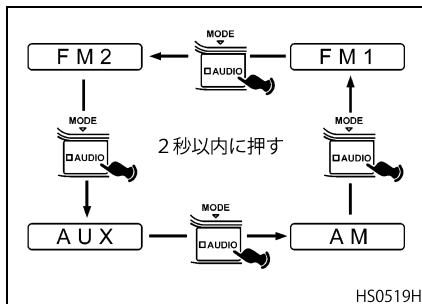 MODE
FM2
AUDIO
FM1
MODE
AUDIO
2秒以内に押す
MODE
AUDIO
MODE
AUX
AUDIO
AM
HS0519H